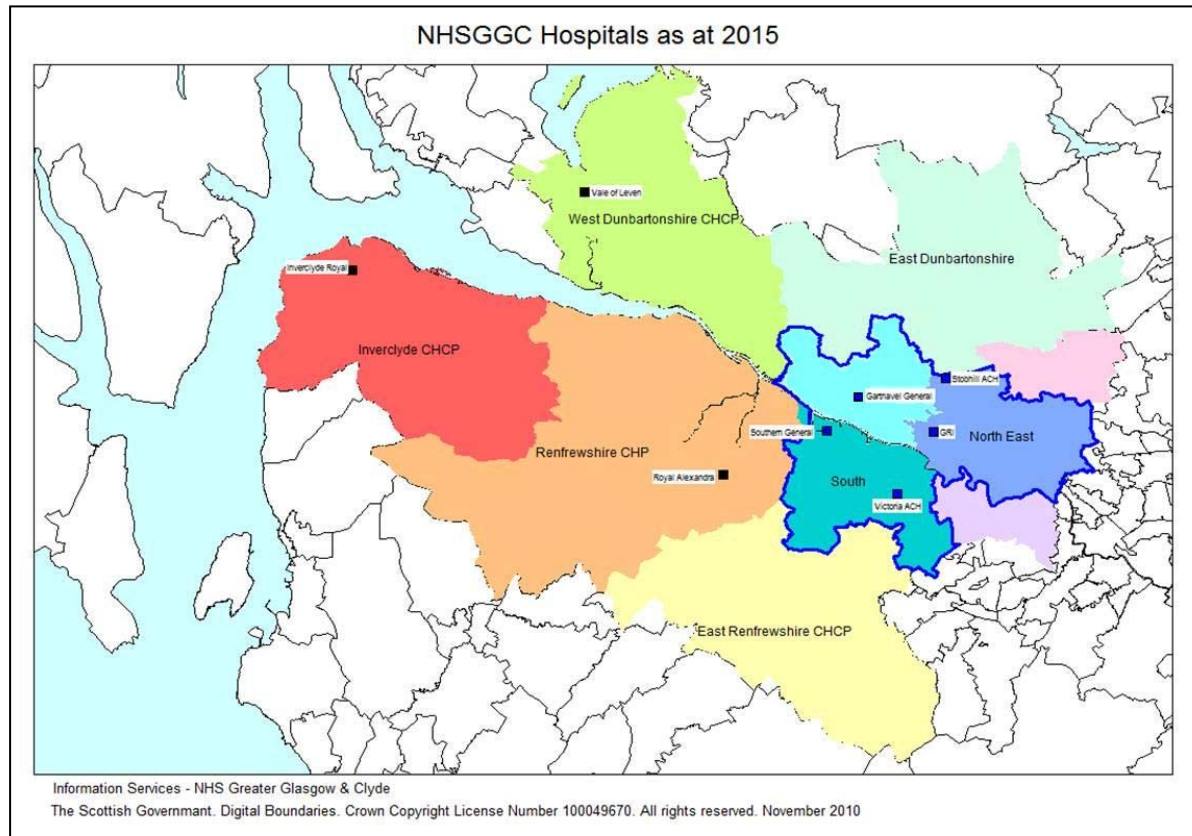 NHSGGC Hospitals as at 2015
Vale of Leven
West Dunbartonshire CHCP
East Dunbartonshire
Inverclyde Royal
Inverclyde CHCP
Stobhill ACH
Gartnavel General
Southern General
GRI
North East
Renfrewshire CHP
Royal Alexandra
South
Victoria ACH
East Renfrewshire CHCP
Information Services - NHS Greater Glasgow & Clyde
The Scottish Governmant. Digital Boundaries. Crown Copyright License Number 100049670. All rights reserved. November 2010